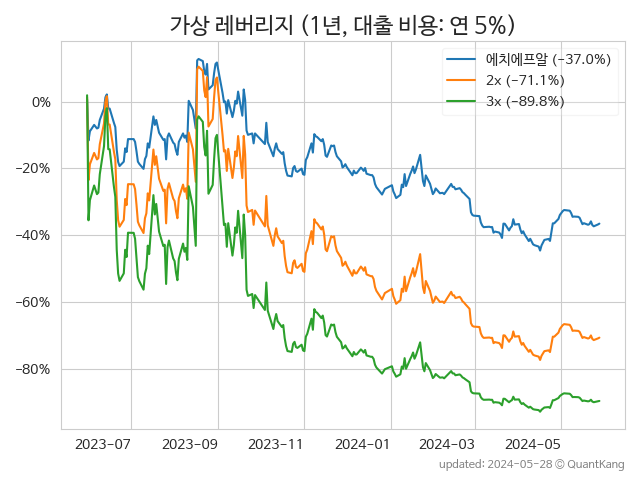 가상 레버리지 (1년, 대출 비용: 연 5%)
에치에프알 (−37.0%)
2x (−71.1%)
3x (−89.8%)
0%
−20%
−40%
−60%
−80%
2023-07 2023-09 2023-11 2024-01 2024-03 2024-05
updated: 2024-05-28 © QuantKang